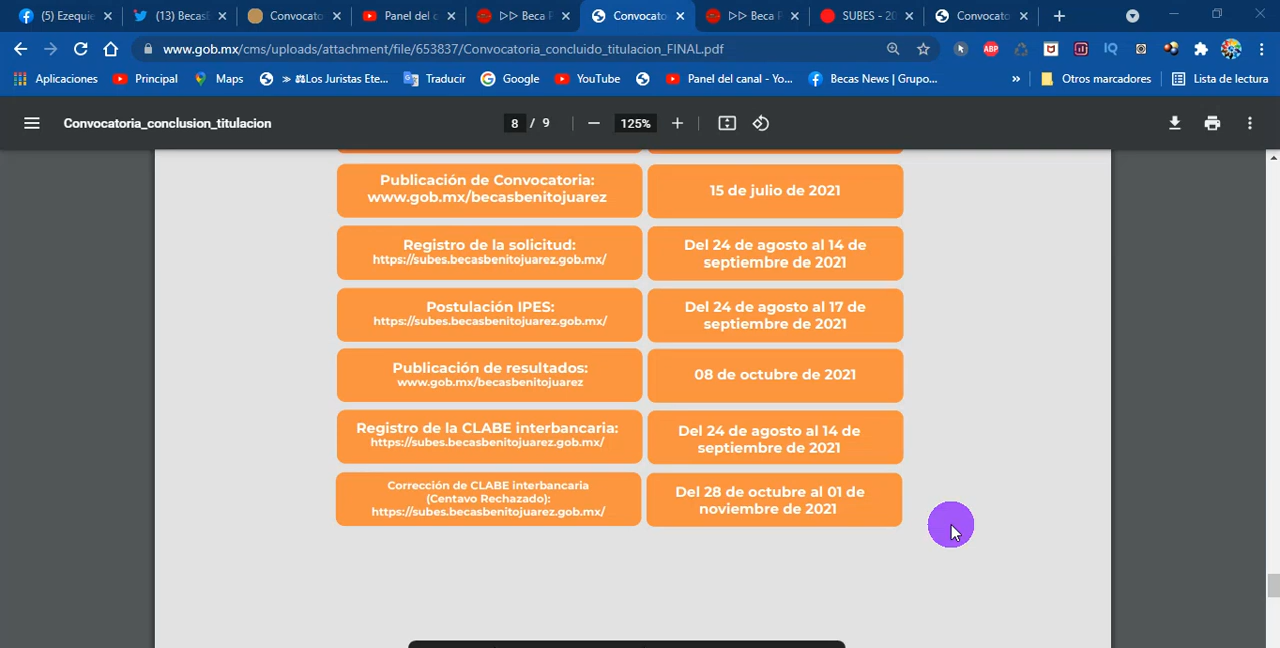 (5) Ezequie
(13) Becas
Convocato
Panel del c
▷▷ Beca P
Convocato
▷▷ Beca P
SUBES - 20
Convocato
www.gob.mx/cms/uploads/attachment/file/653837/Convocatoria_concluido_titulacion_FINAL.pdf
ABP
IQ
Aplicaciones
Principal
Maps
» ⚖Los Juristas Ete...
Traducir
Google
YouTube
Panel del canal - Yo...
Becas News | Grupo...
»
Otros marcadores
Lista de lectura
Convocatoria_conclusion_titulacion
8 / 9
125%
Publicación de Convocatoria:
www.gob.mx/becasbenitojuarez
15 de julio de 2021
Registro de la solicitud:
https://subes.becasbenitojuarez.gob.mx/
Del 24 de agosto al 14 de
septiembre de 2021
Postulación IPES:
https://subes.becasbenitojuarez.gob.mx/
Del 24 de agosto al 17 de
septiembre de 2021
Publicación de resultados:
www.gob.mx/becasbenitojuarez
08 de octubre de 2021
Registro de la CLABE interbancaria:
https://subes.becasbenitojuarez.gob.mx/
Del 24 de agosto al 14 de
septiembre de 2021
Corrección de CLABE interbancaria
(Centavo Rechazado):
https://subes.becasbenitojuarez.gob.mx/
Del 28 de octubre al 01 de
noviembre de 2021